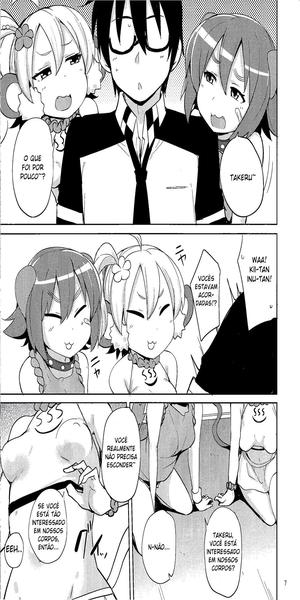 TAKERU~
O QUE
FOI POR
POUCO~?
WAA!
KII-TAN
INU-TAN!
VOCÊS
ESTAVAM
ACOR-
DADAS!?
VOCÊ
REALMENTE
NÃO PRECISA
ESCONDER~
TAKERU,
VOCÊ ESTÁ
INTERESSADO
EM NOSSOS
CORPOS?
N-NÃO...
SE VOCÊ
ESTÁ TÃO
INTERESSADO
EM NOSSOS
CORPOS,
ENTÃO...
EEH...
7